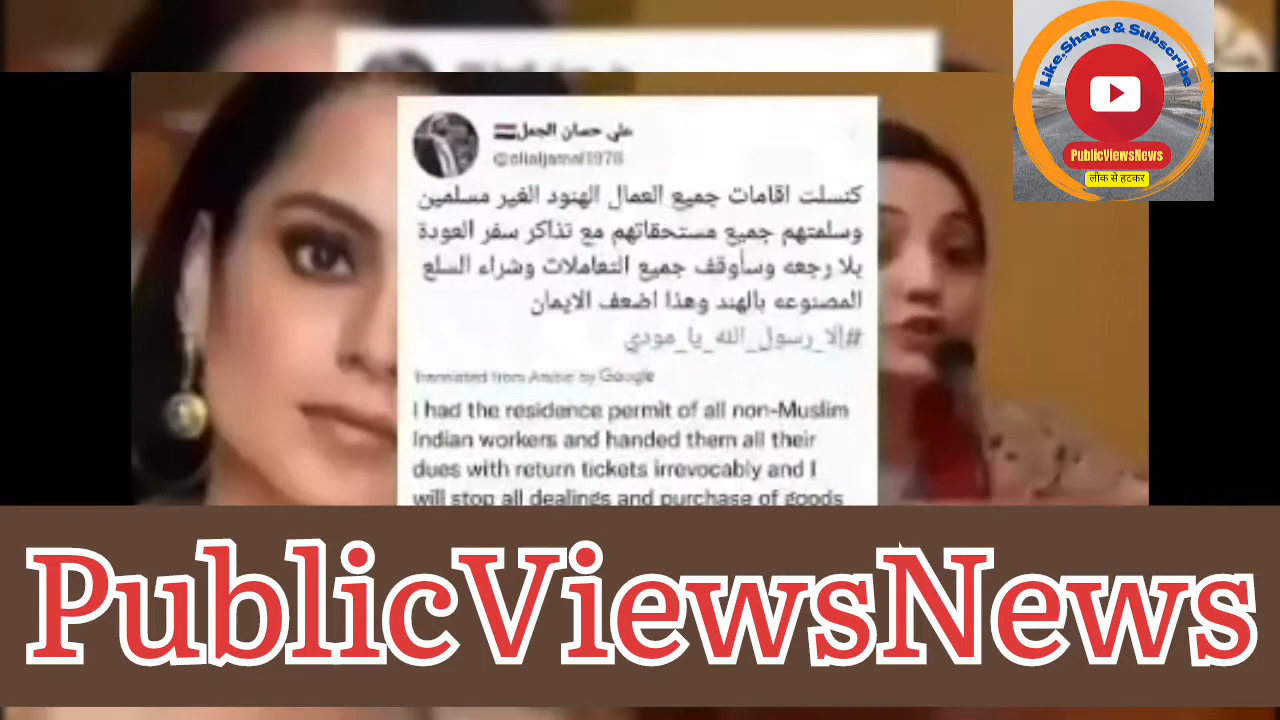 Like,Share & Subscribe
PublicViewsNews
लीक से हटकर
علي حسان الجمل
@alialjamal1978
كنسلت اقامات جميع العمال الهنود الغير مسلمين
وسلمتهم جميع مستحقاتهم مع تذاكر سفر العودة
بلا رجعه وسأوقف جميع التعاملات وشراء السلع
المصنوعه بالهند وهذا اضعف الايمان
#إلا_رسول_الله_يا_مودي
Translated from Arabic by Google
I had the residence permit of all non-Muslim
Indian workers and handed them all their
dues with return tickets irrevocably and I
will stop all dealings and purchase of goods
PublicViewsNews